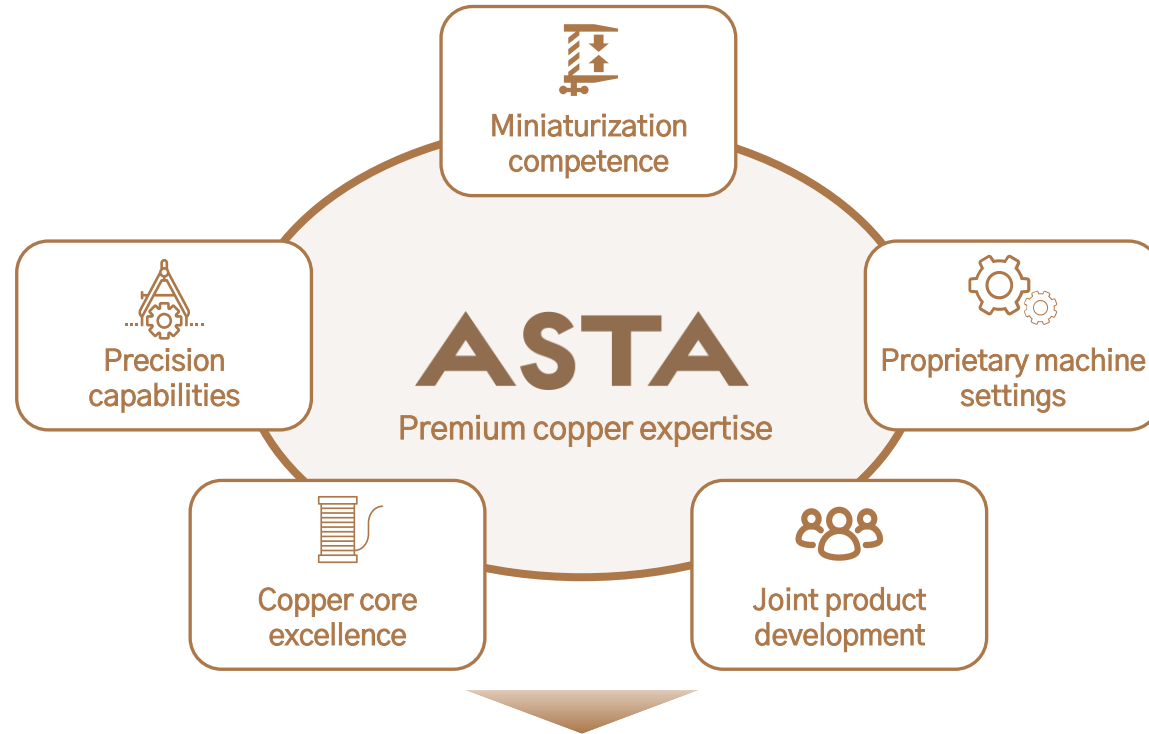 Miniaturization
competence
Precision
capabilities
ASTA
Premium copper expertise
Proprietary machine
settings
Copper core
excellence
Joint product
development